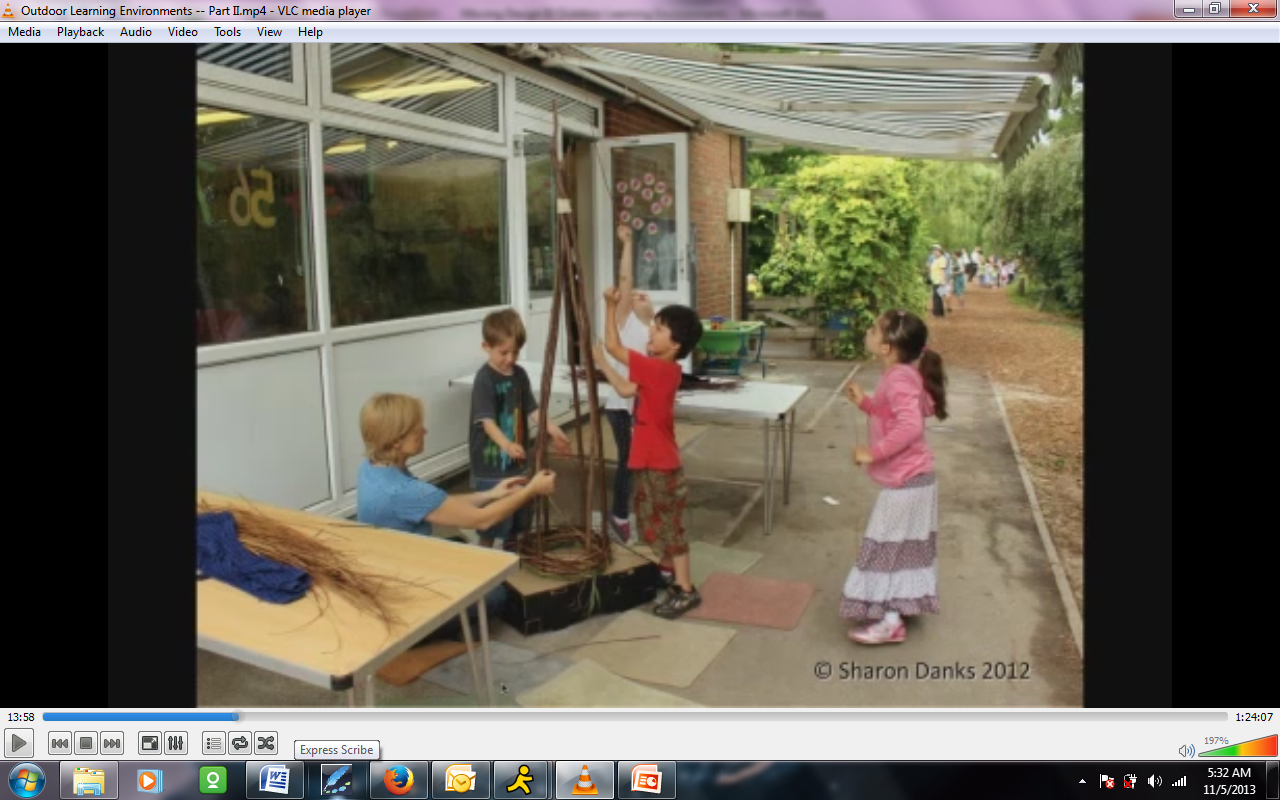 Outdoor Learning Environments -- Part II.mp4 - VLC media player
Media Playback Audio Video Tools View Help
56
© Sharon Danks 2012
13:58
1:24:07
197%
Express Scribe
5:32 AM
11/5/2013